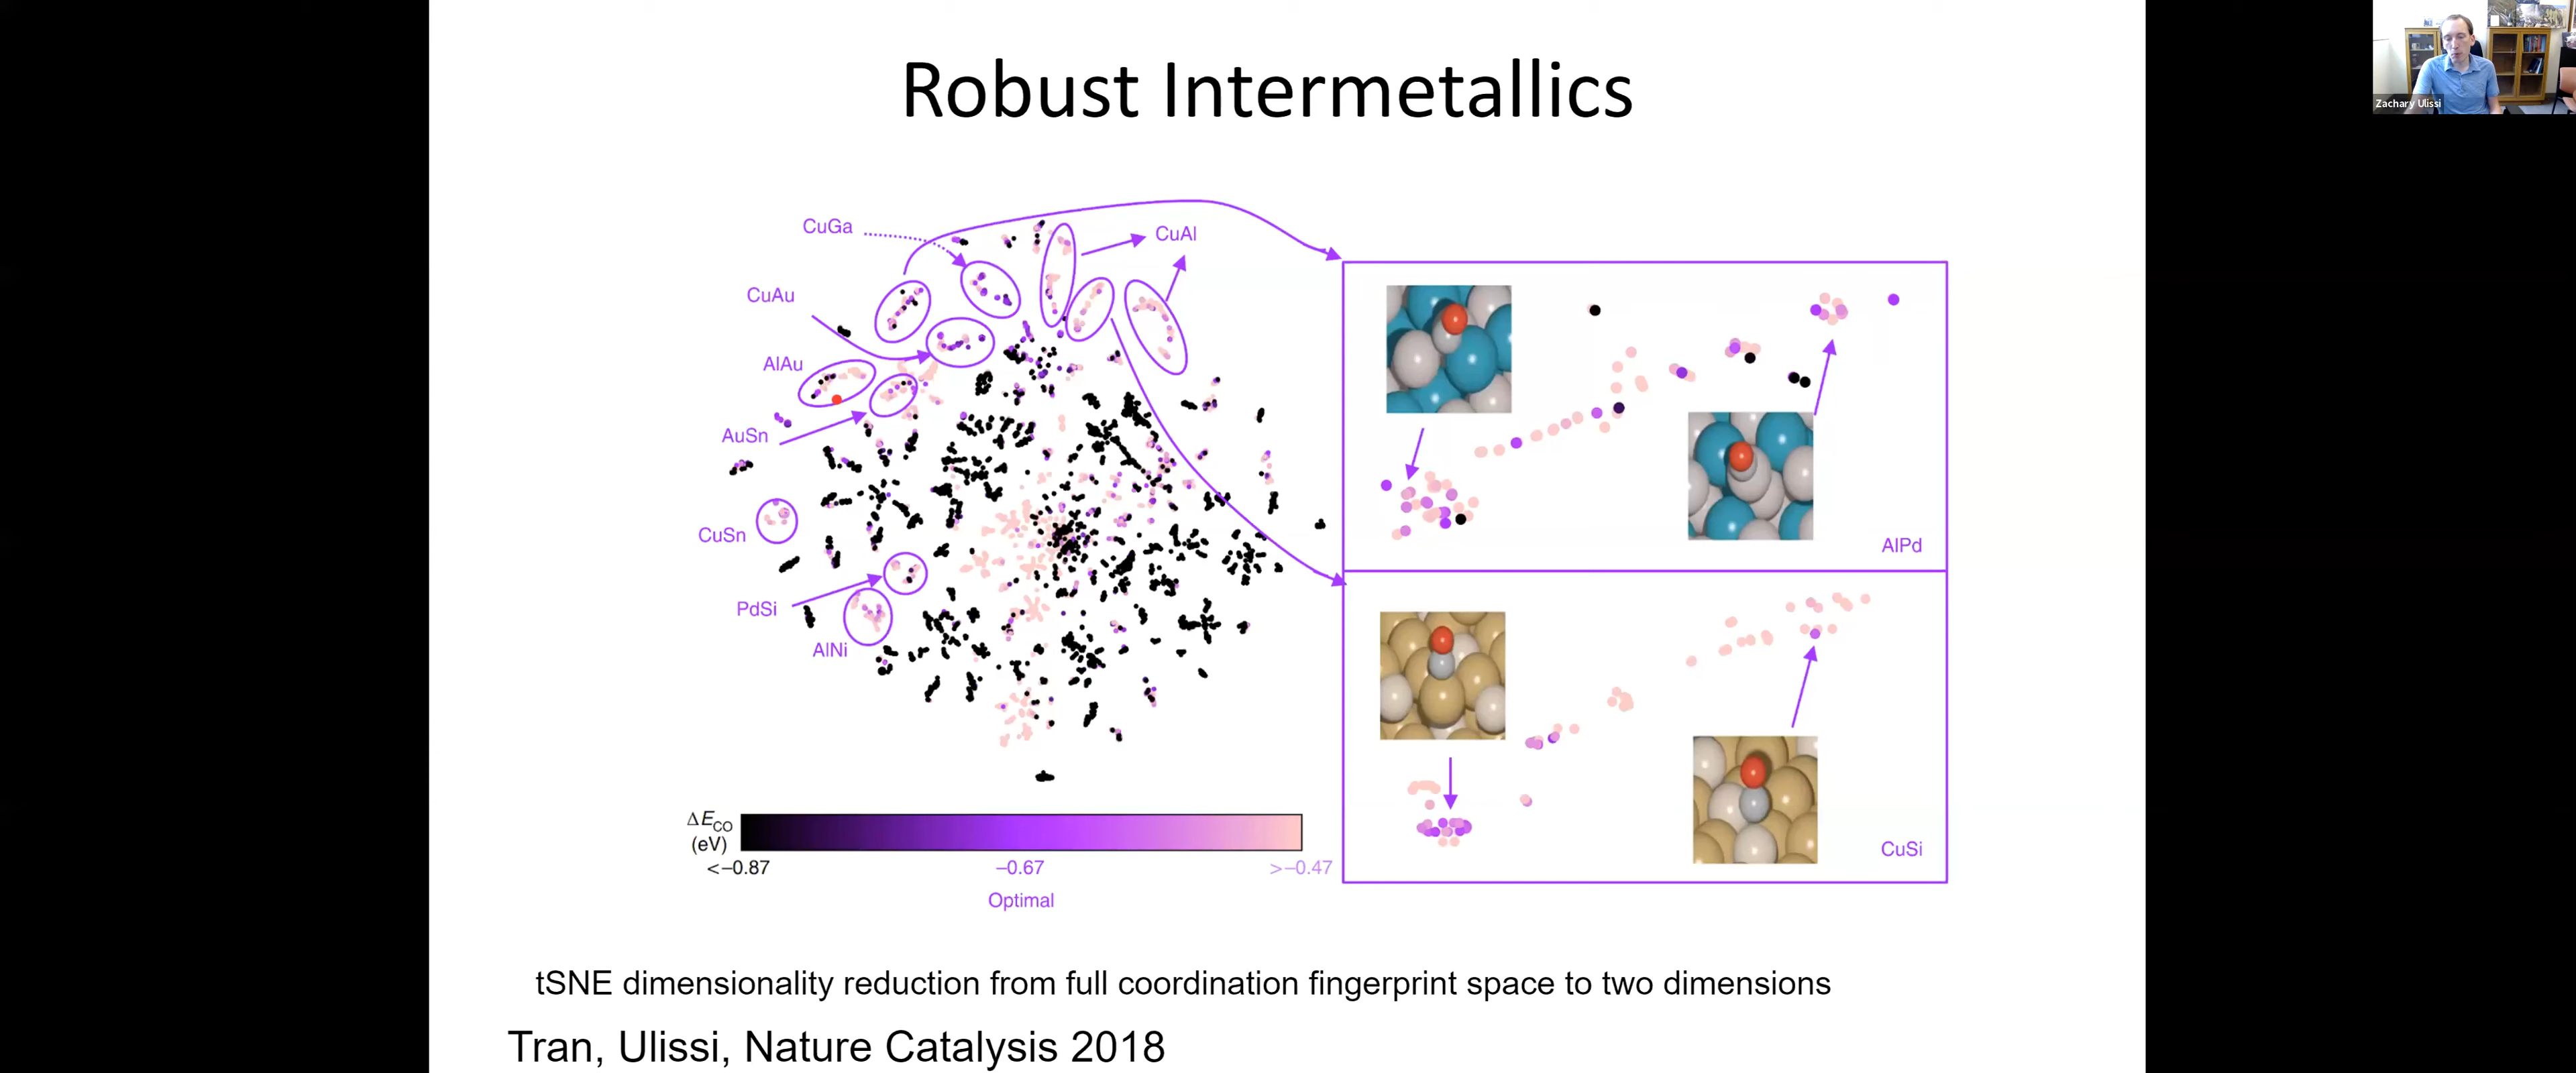 Robust Intermetallics
Zachary Ulissi
CuGa
CuAl
CuAu
AlAu
AuSn
CuSn
PdSi
AlNi
AlPd
CuSi
ΔE_CO
(eV)
<−0.87
−0.67
>−0.47
Optimal
tSNE dimensionality reduction from full coordination fingerprint space to two dimensions
Tran, Ulissi, Nature Catalysis 2018